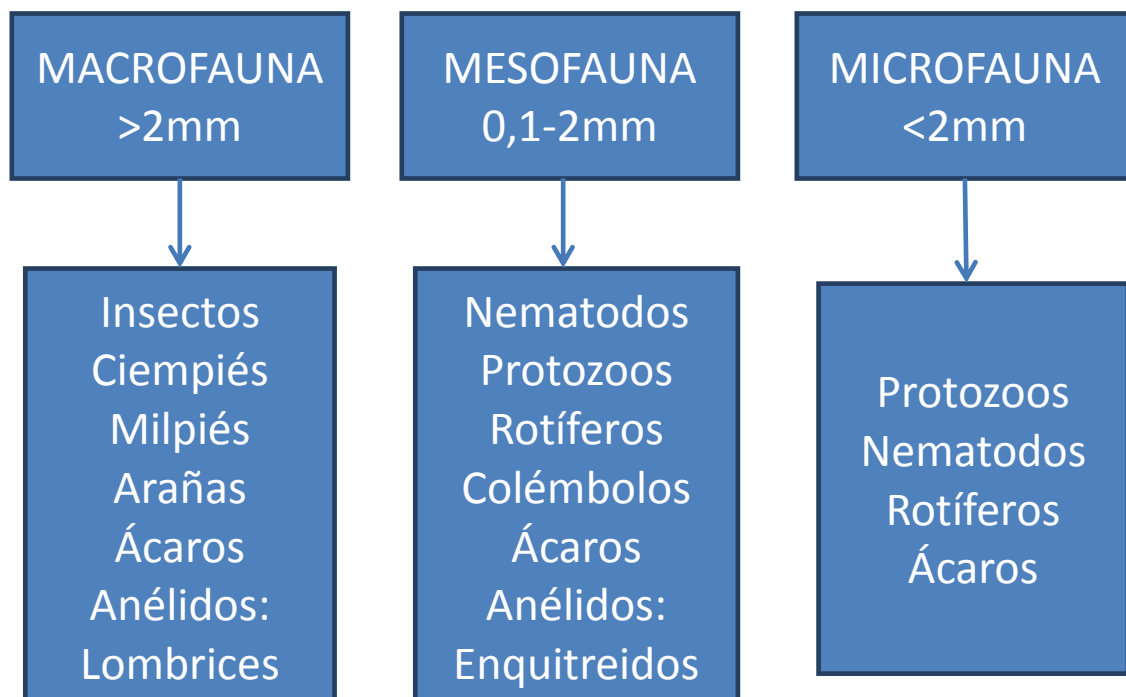 MACROFAUNA
>2mm
MESOFAUNA
0,1-2mm
MICROFAUNA
<2mm
Insectos
Ciempiés
Milpiés
Arañas
Ácaros
Anélidos:
Lombrices
Nematodos
Protozoos
Rotíferos
Colémbolos
Ácaros
Anélidos:
Enquitreidos
Protozoos
Nematodos
Rotíferos
Ácaros